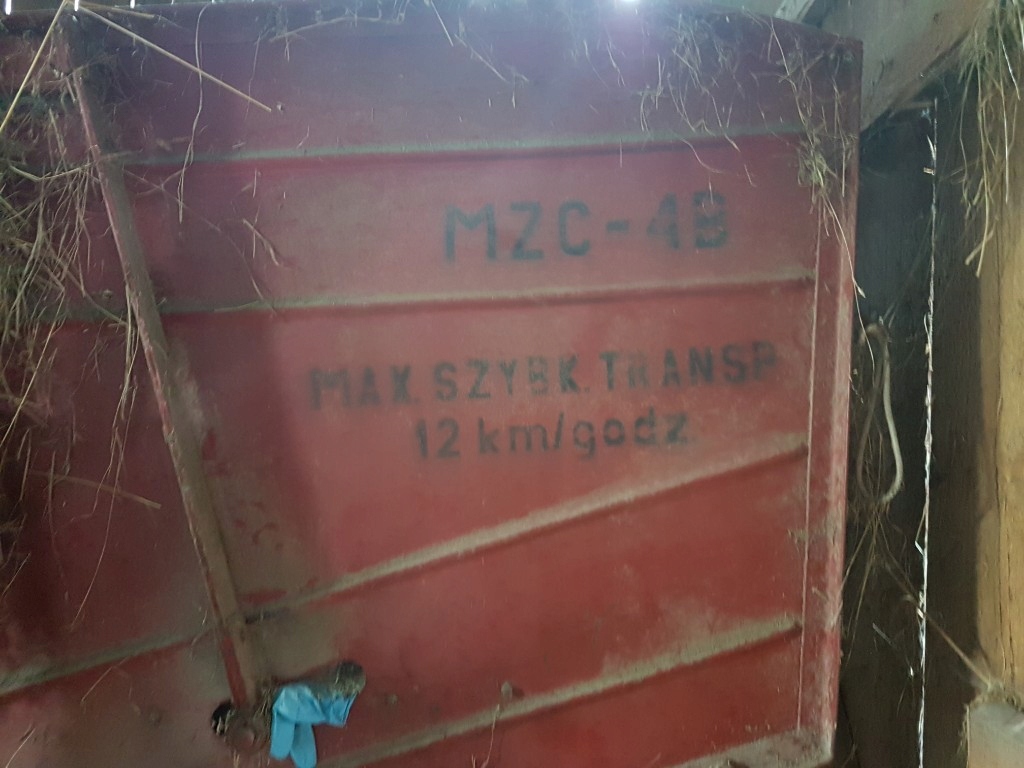 MZC-4B
MAX. SZYBK. TRANSP
12 km/godz.